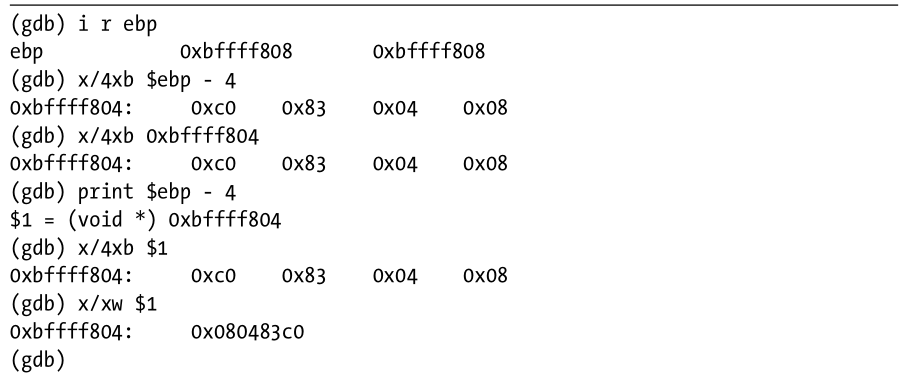 (gdb) i r ebp
ebp            0xbffff808       0xbffff808
(gdb) x/4xb $ebp - 4
0xbffff804:     0xc0    0x83    0x04    0x08
(gdb) x/4xb 0xbffff804
0xbffff804:     0xc0    0x83    0x04    0x08
(gdb) print $ebp - 4
$1 = (void *) 0xbffff804
(gdb) x/4xb $1
0xbffff804:     0xc0    0x83    0x04    0x08
(gdb) x/xw $1
0xbffff804:     0x080483c0
(gdb)